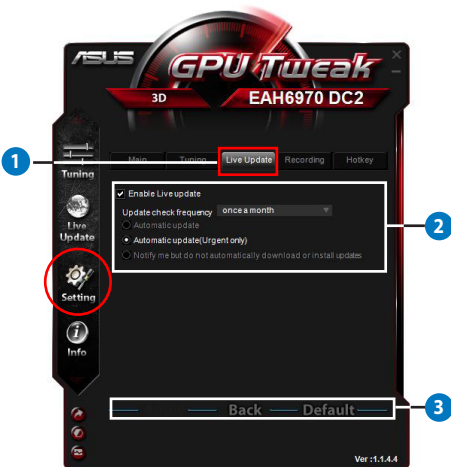 ASUS
GPU Tweak
3D EAH6970 DC2
1
Main Tuning Live Update Recording Hotkey
Tuning
Enable Liveupdate
Update check frequency once a month
Automatic update
Automatic update(Urgent only)
Notify me but do not automatically download or install updates
2
Live
Update
Setting
Info
Back Default
3
Ver :1.1.4.4